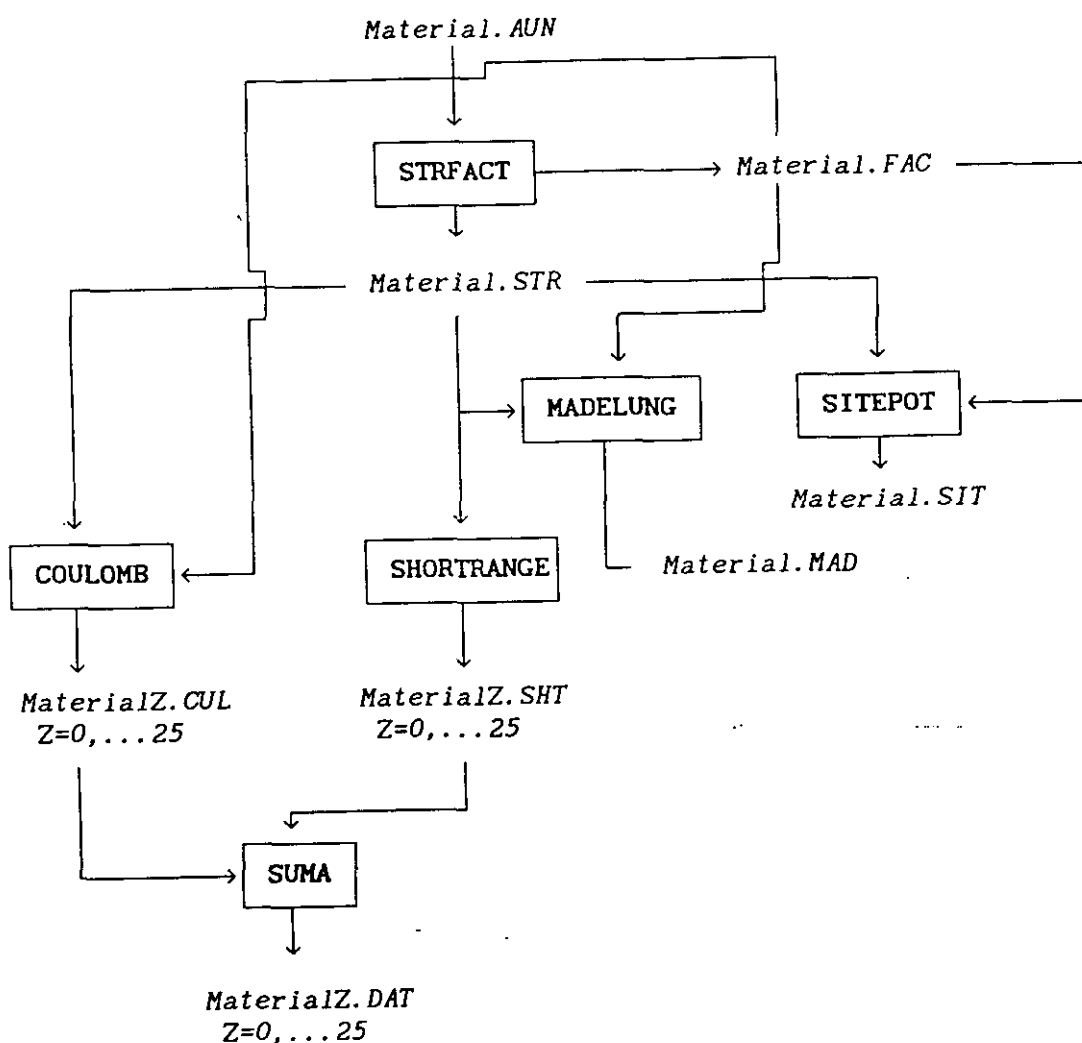 Material.AUN
STRFACT
Material.FAC
Material.STR
MADELUNG
SITEPOT
Material.SIT
COULOMB
SHORTRANGE
Material.MAD
MaterialZ.CUL
Z=0,...25
MaterialZ.SHT
Z=0,...25
SUMA
MaterialZ.DAT
Z=0,...25